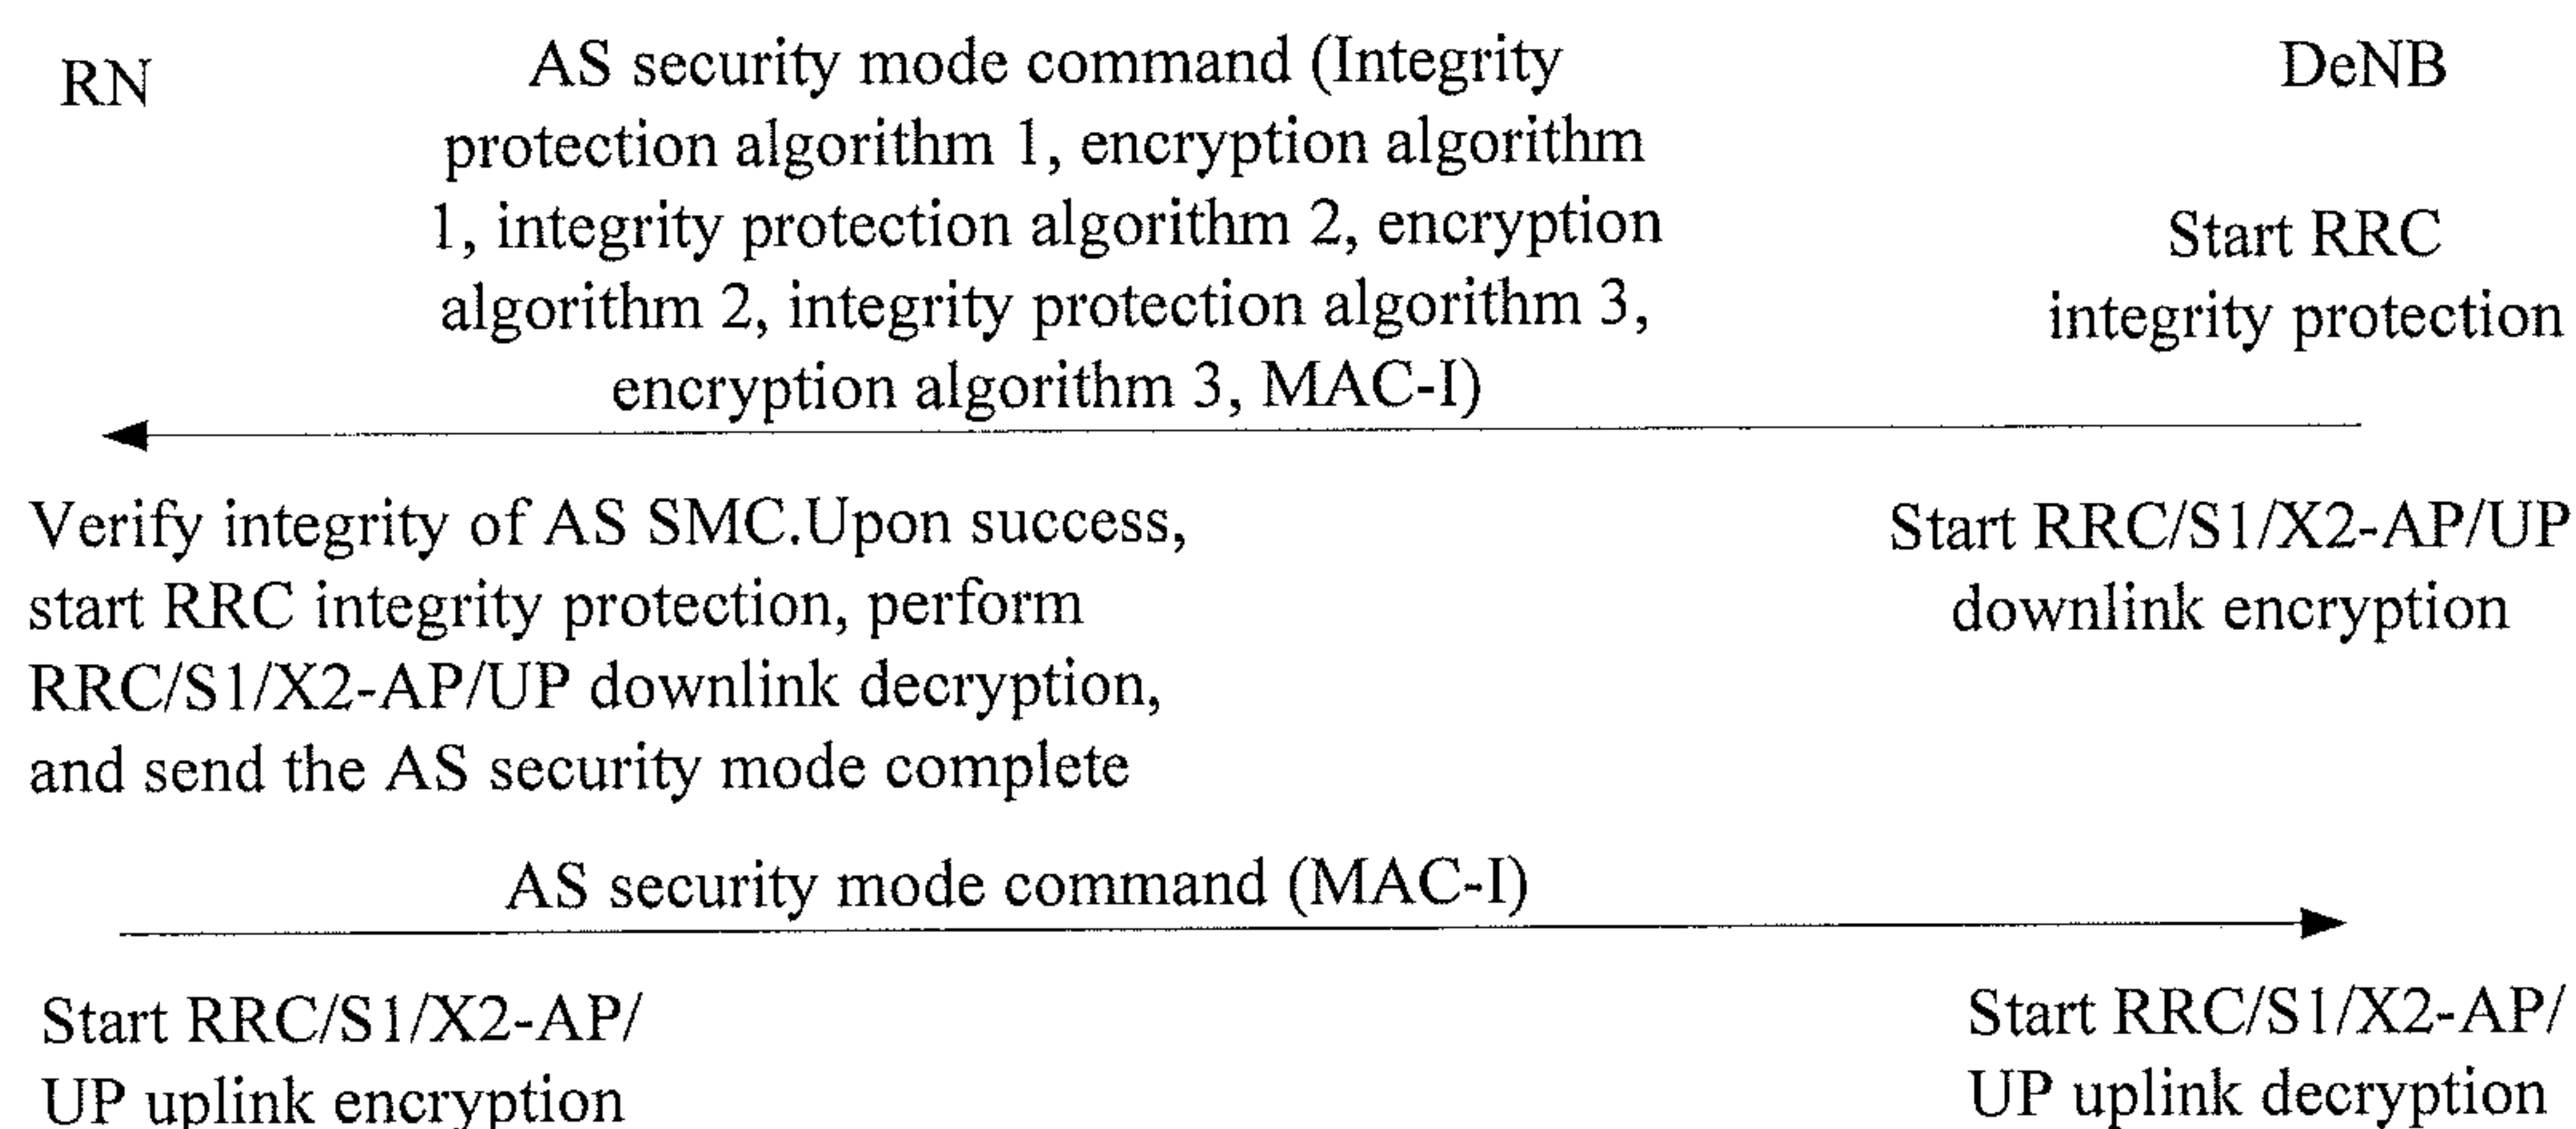 RN
AS security mode command (Integrity
protection algorithm 1, encryption algorithm
1, integrity protection algorithm 2, encryption
algorithm 2, integrity protection algorithm 3,
encryption algorithm 3, MAC-I)
DeNB
Start RRC
integrity protection
Verify integrity of AS SMC.Upon success,
start RRC integrity protection, perform
RRC/S1/X2-AP/UP downlink decryption,
and send the AS security mode complete
Start RRC/S1/X2-AP/UP
downlink encryption
AS security mode command (MAC-I)
Start RRC/S1/X2-AP/
UP uplink encryption
Start RRC/S1/X2-AP/
UP uplink decryption